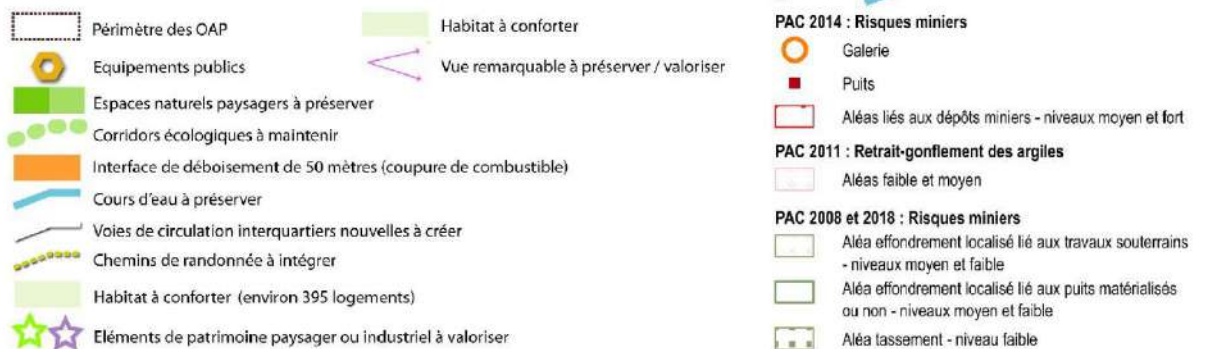 Périmètre des OAP
Equipements publics
Espaces naturels paysagers à préserver
Corridors écologiques à maintenir
Interface de déboisement de 50 mètres (coupure de combustible)
Cours d'eau à préserver
Voies de circulation interquartiers nouvelles à créer
Chemins de randonnée à intégrer
Habitat à conforter (environ 395 logements)
Eléments de patrimoine paysager ou industriel à valoriser
Habitat à conforter
Vue remarquable à préserver / valoriser
PAC 2014 : Risques miniers
Galerie
Puits
Aléas liés aux dépôts miniers - niveaux moyen et fort
PAC 2011 : Retrait-gonflement des argiles
Aléas faible et moyen
PAC 2008 et 2018 : Risques miniers
Aléa effondrement localisé lié aux travaux souterrains
- niveaux moyen et faible
Aléa effondrement localisé lié aux puits matérialisés
ou non - niveaux moyen et faible
Aléa tassement - niveau faible